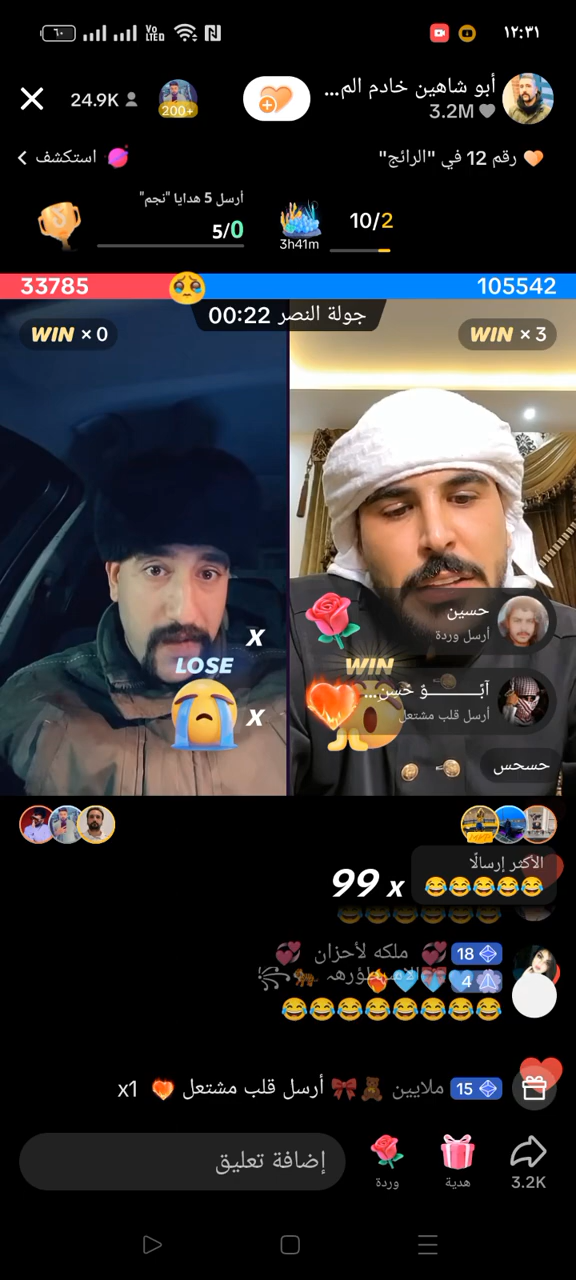 ١٢:٣١
Vo LTE
٦٠
أبو شاهين خادم الم...
3.2M
24.9K
200+
رقم 12 في "الرائج"
استكشف
10/2
3h41m
أرسل 5 هدايا "نجم"
5/0
33785
105542
جولة النصر 00:22
WIN × 0
WIN × 3
X
LOSE
X
WIN
حسين
أرسل وردة
أرسل قلب مشتعل
حسحس
الأكثر إرسالًا
😂😂😂😂😂
99 x
18 💞 ملكه لأحزان 💞
4
😂😂😂😂😂😂😂😂
15 ملايين 🧸🎀 أرسل قلب مشتعل x1
إضافة تعليق
وردة
هدية
3.2K